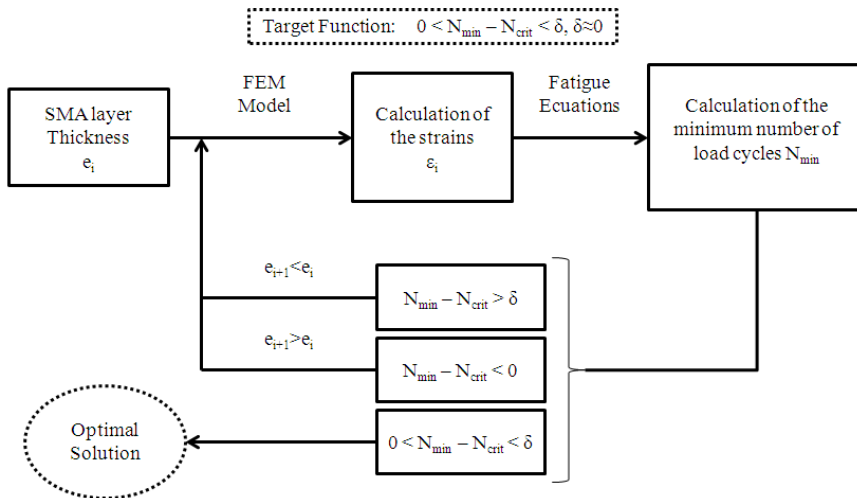 Target Function: 0 < Nmin – Ncrit < δ, δ≈0
SMA layer
Thickness
ei
FEM
Model
Calculation of
the strains
εi
Fatigue
Ecuations
Calculation of the
minimum number of
load cycles Nmin
ei+1<ei
Nmin – Ncrit > δ
ei+1>ei
Nmin – Ncrit < 0
Optimal
Solution
0 < Nmin – Ncrit < δ